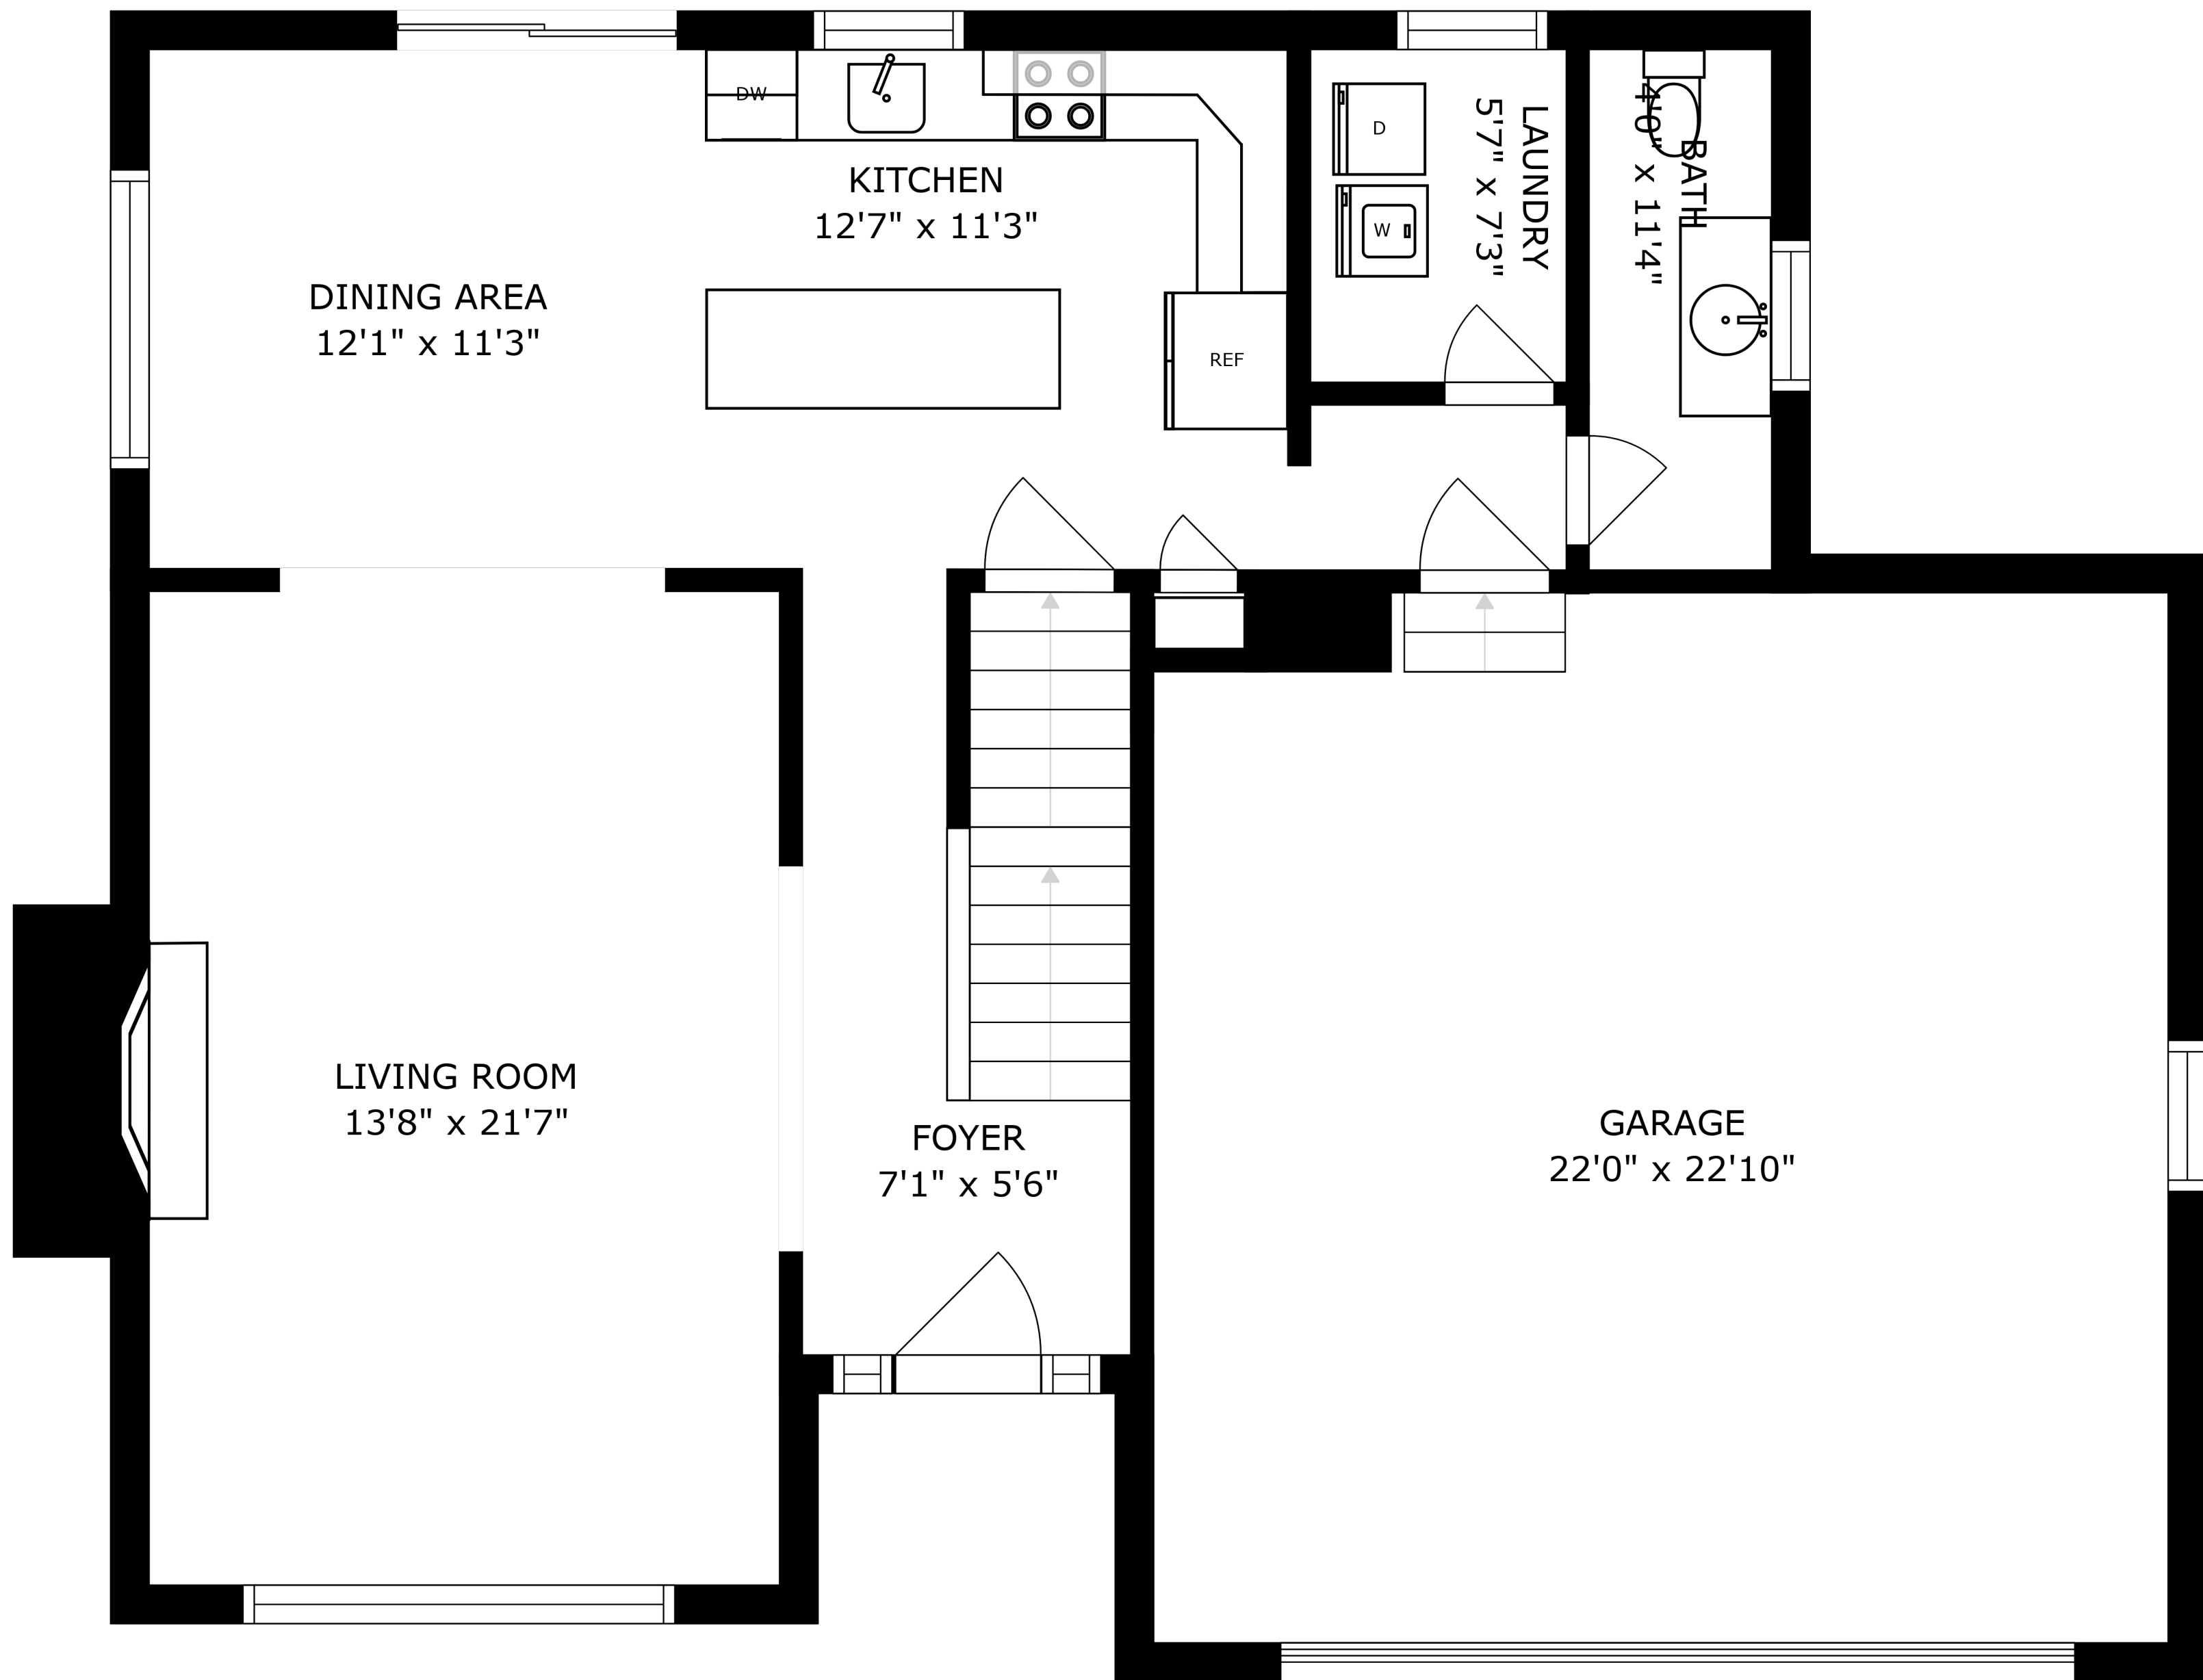 DW
KITCHEN
12'7" x 11'3"
DINING AREA
12'1" x 11'3"
REF
D
W
LAUNDRY
5'7" x 7'3"
BATH
4'0" x 11'4"
LIVING ROOM
13'8" x 21'7"
FOYER
7'1" x 5'6"
GARAGE
22'0" x 22'10"